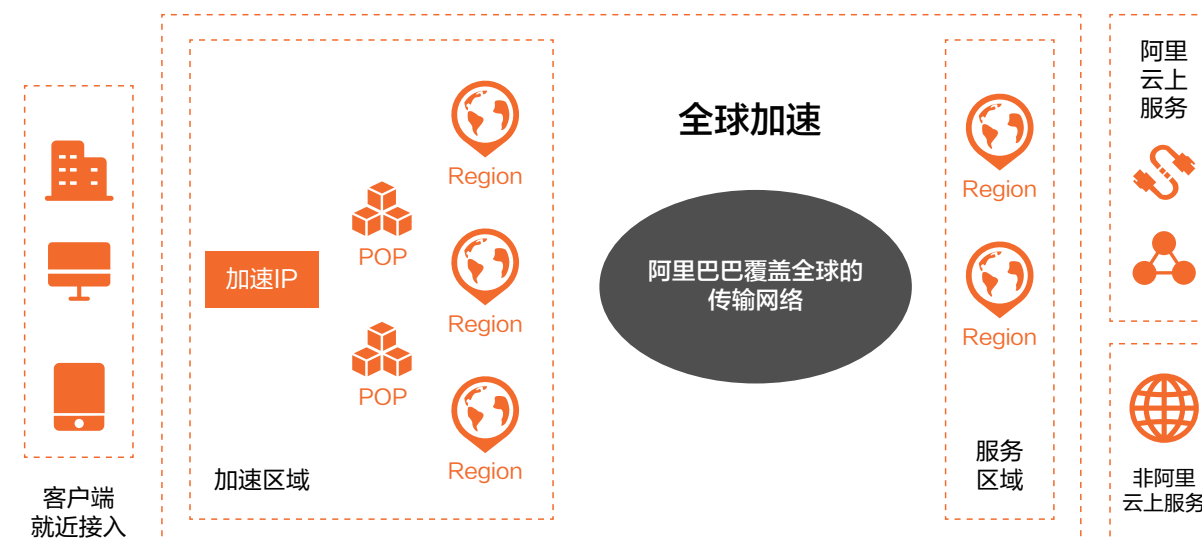 客户端
就近接入
加速IP
加速区域
POP
POP
Region
Region
Region
全球加速
阿里巴巴覆盖全球的
传输网络
Region
Region
服务
区域
阿里
云上
服务
非阿里
云上服务